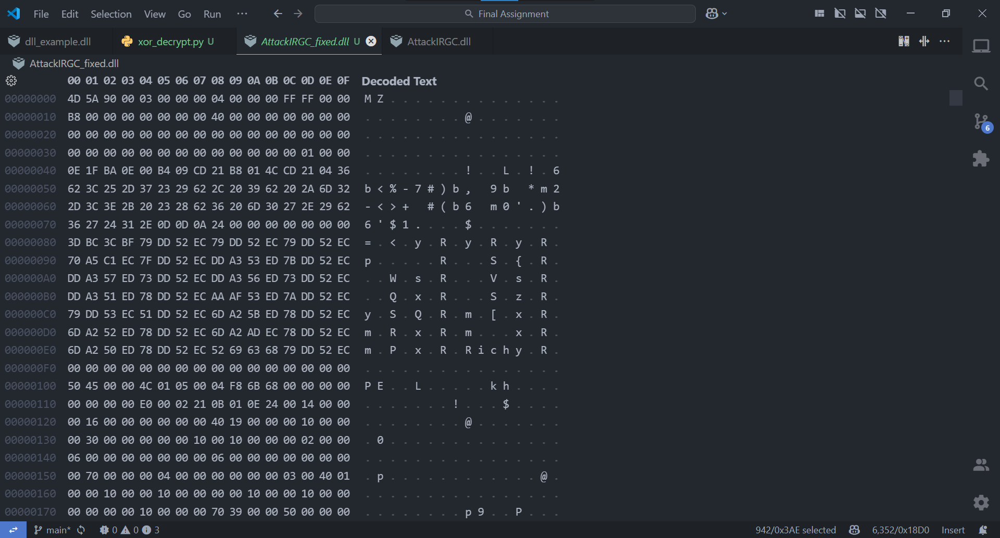 File Edit Selection View Go Run ··· Final Assignment
dll_example.dll xor_decrypt.py U AttackIRGC_fixed.dll U AttackIRGC.dll
AttackIRGC_fixed.dll
00 01 02 03 04 05 06 07 08 09 0A 0B 0C 0D 0E 0F Decoded Text
00000000 4D 5A 90 00 03 00 00 00 04 00 00 00 FF FF 00 00 M Z . . . . . . . . . . . . . .
00000010 B8 00 00 00 00 00 00 00 40 00 00 00 00 00 00 00 . . . . . . . . @ . . . . . . .
00000020 00 00 00 00 00 00 00 00 00 00 00 00 00 00 00 00 . . . . . . . . . . . . . . . .
00000030 00 00 00 00 00 00 00 00 00 00 00 00 00 01 00 00 . . . . . . . . . . . . . . . .
00000040 0E 1F BA 0E 00 B4 09 CD 21 B8 01 4C CD 21 04 36 . . . . . . . . ! . . L . ! . 6
00000050 62 3C 25 2D 37 23 29 62 2C 20 39 62 20 2A 6D 32 b < % - 7 # ) b ,   9 b   * m 2
00000060 2D 3C 3E 2B 20 23 28 62 36 20 6D 30 27 2E 29 62 - < > +   # ( b 6   m 0 ' . ) b
00000070 36 27 24 31 2E 0D 0D 0A 24 00 00 00 00 00 00 00 6 ' $ 1 . . . . $ . . . . . . .
00000080 3D BC 3C BF 79 DD 52 EC 79 DD 52 EC 79 DD 52 EC = . < . y . R . y . R . y . R .
00000090 70 A5 C1 EC 7F DD 52 EC DD A3 53 ED 7B DD 52 EC p . . . . . R . . . S . { . R .
000000A0 DD A3 57 ED 73 DD 52 EC DD A3 56 ED 73 DD 52 EC . . W . s . R . . . V . s . R .
000000B0 DD A3 51 ED 78 DD 52 EC AA AF 53 ED 7A DD 52 EC . . Q . x . R . . . S . z . R .
000000C0 79 DD 53 EC 51 DD 52 EC 6D A2 5B ED 78 DD 52 EC y . S . Q . R . m . [ . x . R .
000000D0 6D A2 52 ED 78 DD 52 EC 6D A2 AD EC 78 DD 52 EC m . R . x . R . m . . . x . R .
000000E0 6D A2 50 ED 78 DD 52 EC 52 69 63 68 79 DD 52 EC m . P . x . R . R i c h y . R .
000000F0 00 00 00 00 00 00 00 00 00 00 00 00 00 00 00 00 . . . . . . . . . . . . . . . .
00000100 50 45 00 00 4C 01 05 00 04 F8 6B 68 00 00 00 00 P E . . L . . . . . k h . . . .
00000110 00 00 00 00 E0 00 02 21 0B 01 0E 24 00 14 00 00 . . . . . . . ! . . . $ . . . .
00000120 00 16 00 00 00 00 00 00 40 19 00 00 00 10 00 00 . . . . . . . . @ . . . . . . .
00000130 00 30 00 00 00 00 00 10 00 10 00 00 00 02 00 00 . 0 . . . . . . . . . . . . . .
00000140 06 00 00 00 00 00 00 00 06 00 00 00 00 00 00 00 . . . . . . . . . . . . . . . .
00000150 00 70 00 00 00 04 00 00 00 00 00 00 03 00 40 01 . p . . . . . . . . . . . . @ .
00000160 00 00 10 00 00 10 00 00 00 00 10 00 00 10 00 00 . . . . . . . . . . . . . . . .
00000170 00 00 00 00 10 00 00 00 70 39 00 00 50 00 00 00 . . . . . . . . p 9 . . P . . .
6
main* 0 0 3 942/0x3AE selected 6,352/0x18D0 Insert